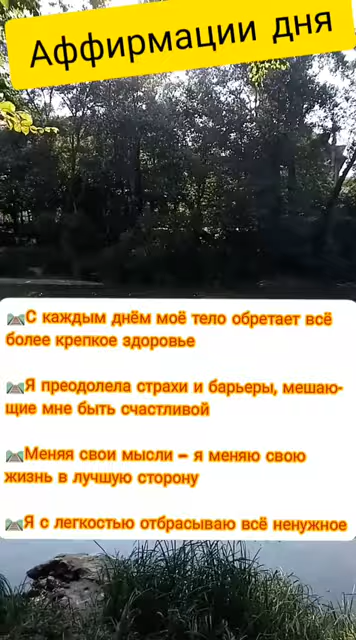 Аффирмации дня
🛤️С каждым днём моё тело обретает всё
более крепкое здоровье
🛤️Я преодолела страхи и барьеры, мешаю-
щие мне быть счастливой
🛤️Меняя свои мысли – я меняю свою
жизнь в лучшую сторону
🛤️Я с легкостью отбрасываю всё ненужное